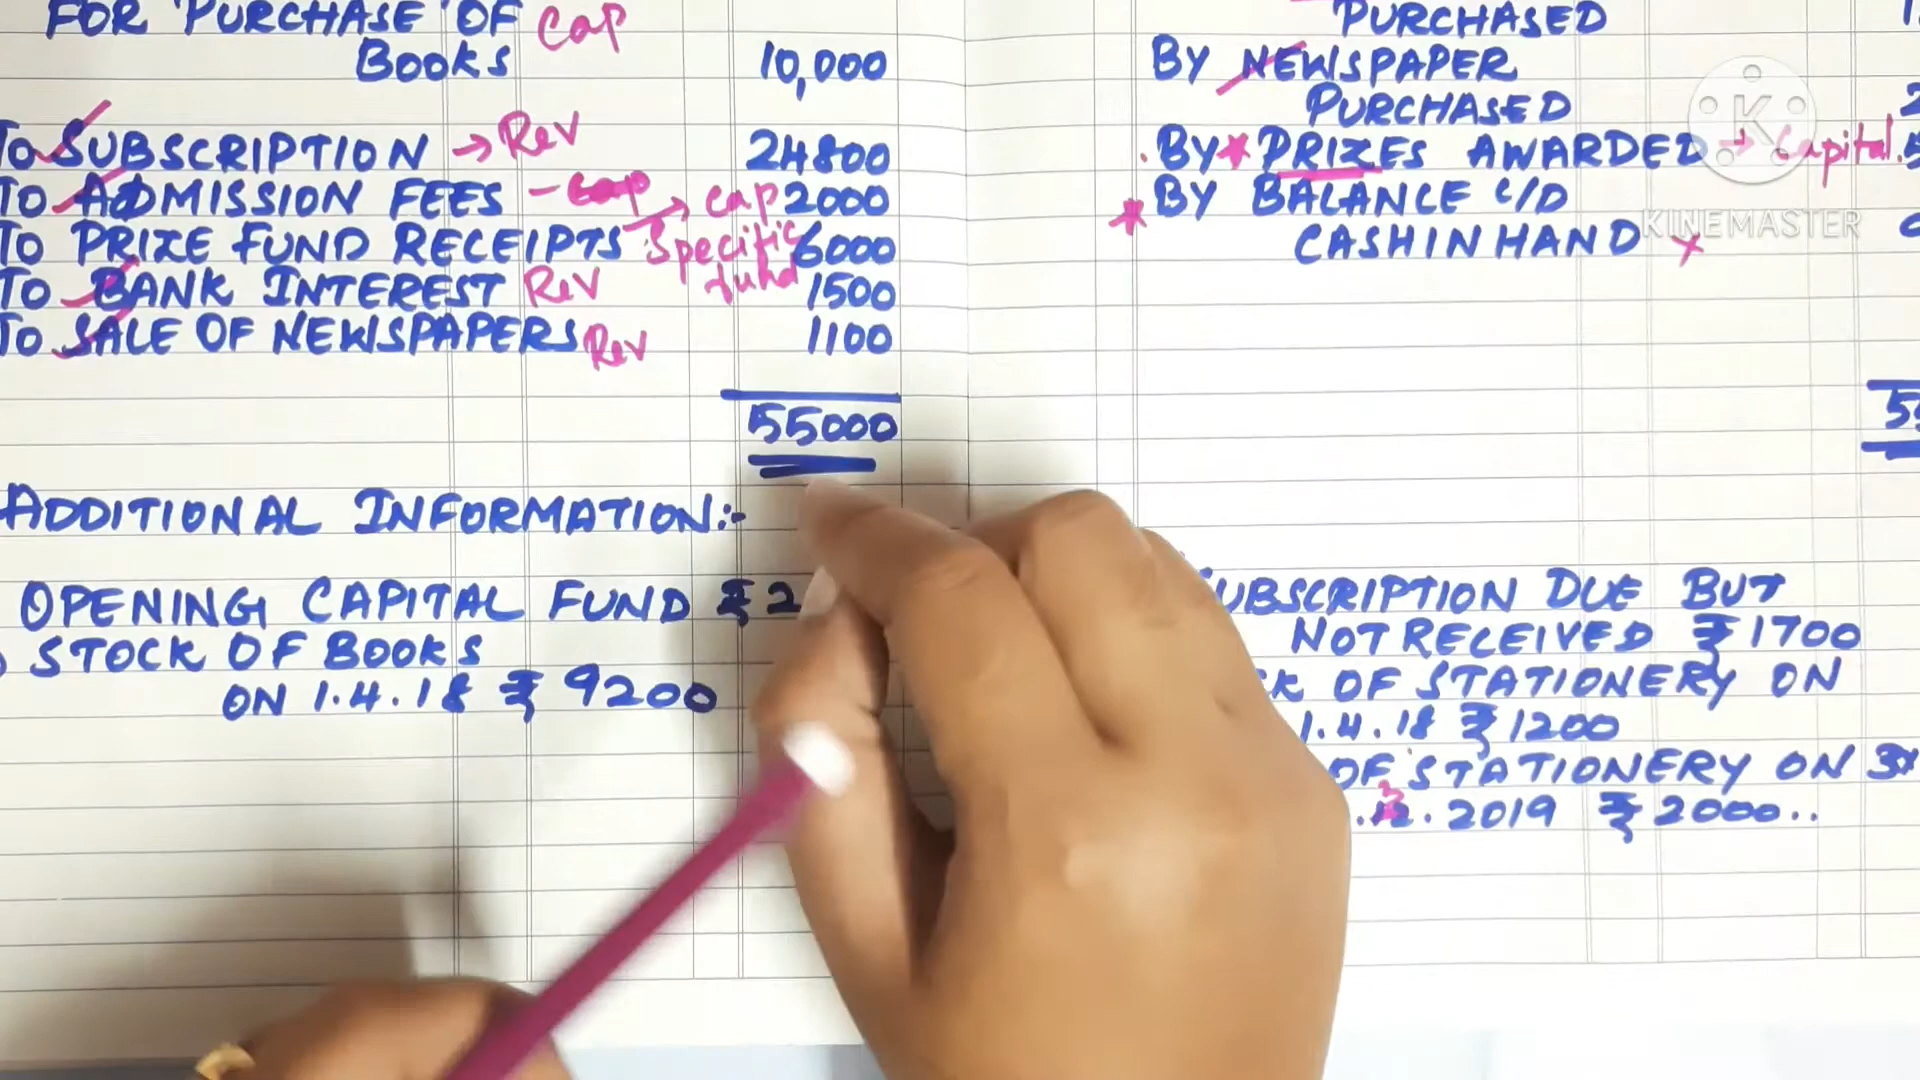 FOR PURCHASE OF Cap
BOOKS 10,000
TO SUBSCRIPTION → Rev 24800
TO ADMISSION FEES - cap → cap 2000
TO PRIZE FUND RECEIPTS Specific fund 6000
TO BANK INTEREST Rev 1500
TO SALE OF NEWSPAPERS Rev 1100
55000
ADDITIONAL INFORMATION:-
OPENING CAPITAL FUND ₹ 2
STOCK OF BOOKS
ON 1.4.18 ₹ 9200
PURCHASED
BY NEWSPAPER
PURCHASED
BY * PRIZES AWARDED → Capital.
* BY BALANCE C/D
CASH IN HAND x
UBSCRIPTION DUE BUT
NOT RECEIVED ₹ 1700
CK OF STATIONERY ON
1.4.18 ₹ 1200
OF STATIONERY ON
2019 ₹ 2000..
K
KINEMASTER